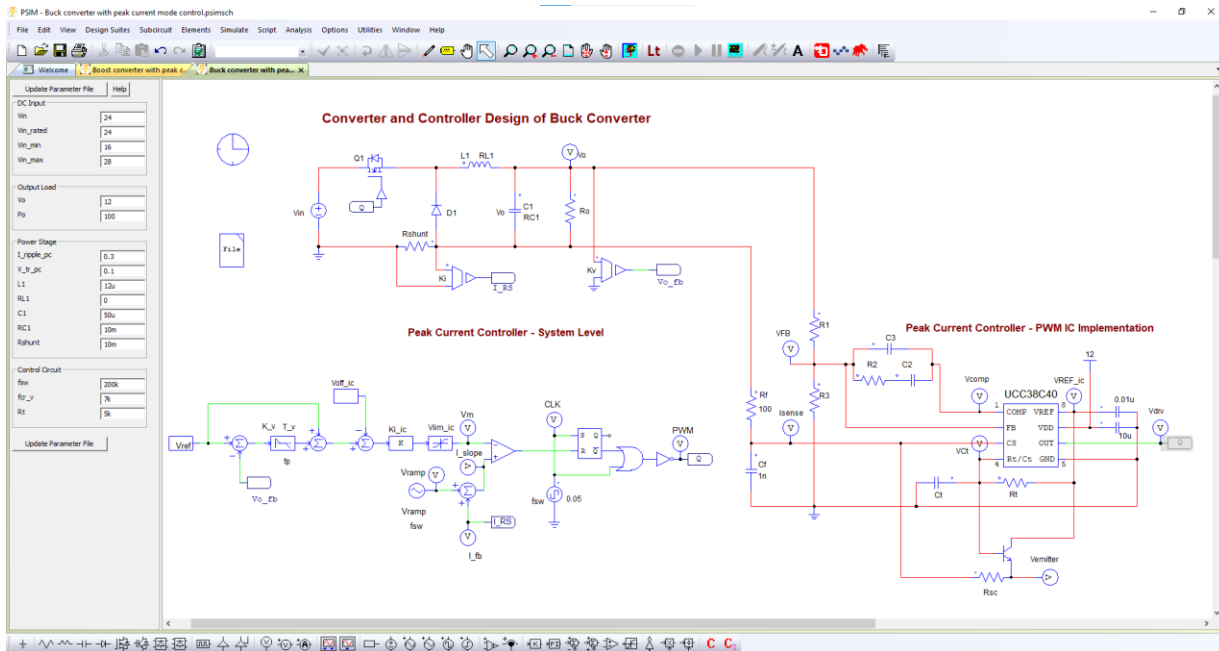 PSIM - Buck converter with peak current mode control.psimsch
File Edit View Design Suites Subcircuit Elements Simulate Script Analysis Options Utilities Window Help
Lt A
Welcome Boost converter with peak c... Buck converter with pea...
Update Parameter File Help
DC Input
Vin 24
Vin_rated 24
Vin_min 16
Vin_max 28
Output Load
Vo 12
Po 100
Power Stage
I_ripple_pc 0.3
V_tr_pc 0.1
L1 12u
RL1 0
C1 50u
RC1 10m
Rshunt 10m
Control Circuit
fsw 200k
fcr_v 7k
Rt 5k
Update Parameter File
Converter and Controller Design of Buck Converter
Q1
L1 RL1
V Vo
Q
Vin
D1
Vo
C1
RC1
Ro
File
Rshunt
Ki
I_RS
Kv
Vo_fb
Peak Current Controller - System Level
Vref
K_v T_v
fp
Vo_fb
Voff_ic
Ki_ic
K
Vlim_ic
Vm
V
I_slope
Vramp
V
Vramp
fsw
I_RS
V
I_fb
CLK
V
S Q
R Q
fsw
0.05
PWM
V
Q
Peak Current Controller - PWM IC Implementation
R1
VFB
V
R3
Rf
100
Isense
V
Cf
1n
C3
R2 C2
Vcomp
V
12
UCC38C40
VREF_ic
V
0.01u
10u
Vdrv
V
Q
1 COMP VREF 8
FB VDD
CS OUT
Rt/Ct GND
4 5
VCt
V
Ct
Rt
Vemitter
Rsc
C C